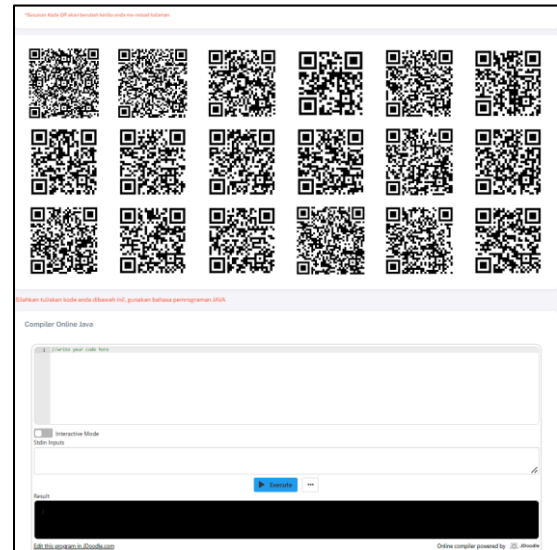 *Susunan Kode QR akan berubah ketika anda me-reload halaman
Silahkan tuliskan kode anda dibawah ini!, gunakan bahasa pemrograman JAVA
Compiler Online Java
1 //write your code here
Interactive Mode
Stdin Inputs
Execute ...
Result
Edit this program in JDoodle.com
Online compiler powered by JDoodle